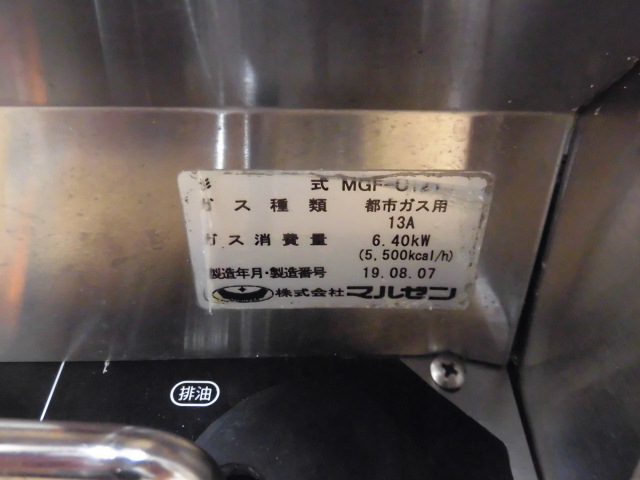 形 式
ガス種類 都市ガス用
13A
ガス消費量 6.40kW
(5,500kcal/h)
製造年月・製造番号 19.08.07
株式会社マルゼン
排油